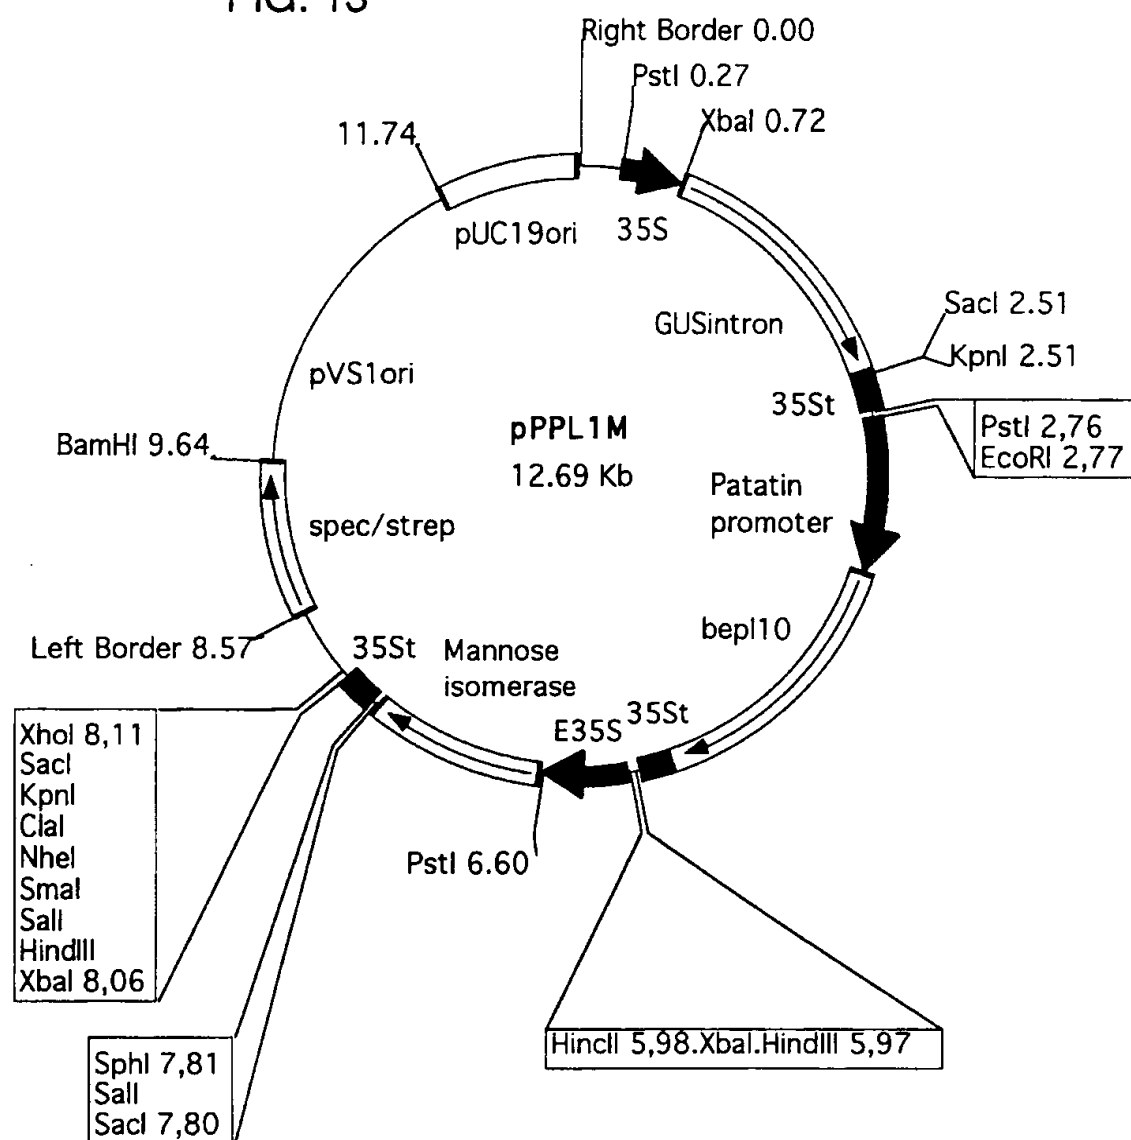 FIG. 13
Right Border 0.00
PstI 0.27
XbaI 0.72
11.74
pUC19ori
35S
GUSintron
SacI 2.51
KpnI 2.51
pVS1ori
35St
PstI 2,76
EcoRI 2,77
pPPL1M
12.69 Kb
BamHI 9.64
Patatin
promoter
spec/strep
bepl10
Left Border 8.57
35St
Mannose
isomerase
E35S
35St
XhoI 8,11
SacI
KpnI
ClaI
NheI
SmaI
SalI
HindIII
XbaI 8,06
PstI 6.60
HincII 5,98.XbaI.HindIII 5,97
SphI 7,81
SalI
SacI 7,80